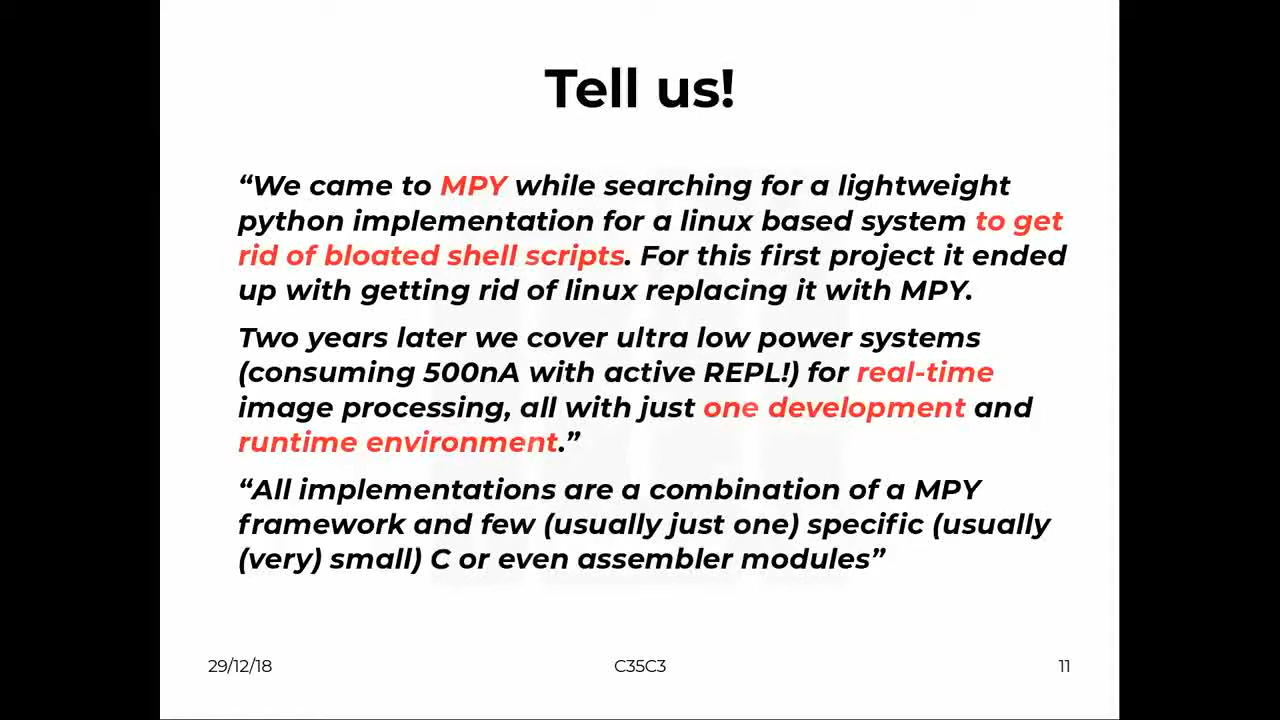 Tell us!
“We came to MPY while searching for a lightweight
python implementation for a linux based system to get
rid of bloated shell scripts. For this first project it ended
up with getting rid of linux replacing it with MPY.
Two years later we cover ultra low power systems
(consuming 500nA with active REPL!) for real-time
image processing, all with just one development and
runtime environment.”
“All implementations are a combination of a MPY
framework and few (usually just one) specific (usually
(very) small) C or even assembler modules”
29/12/18 C35C3 11